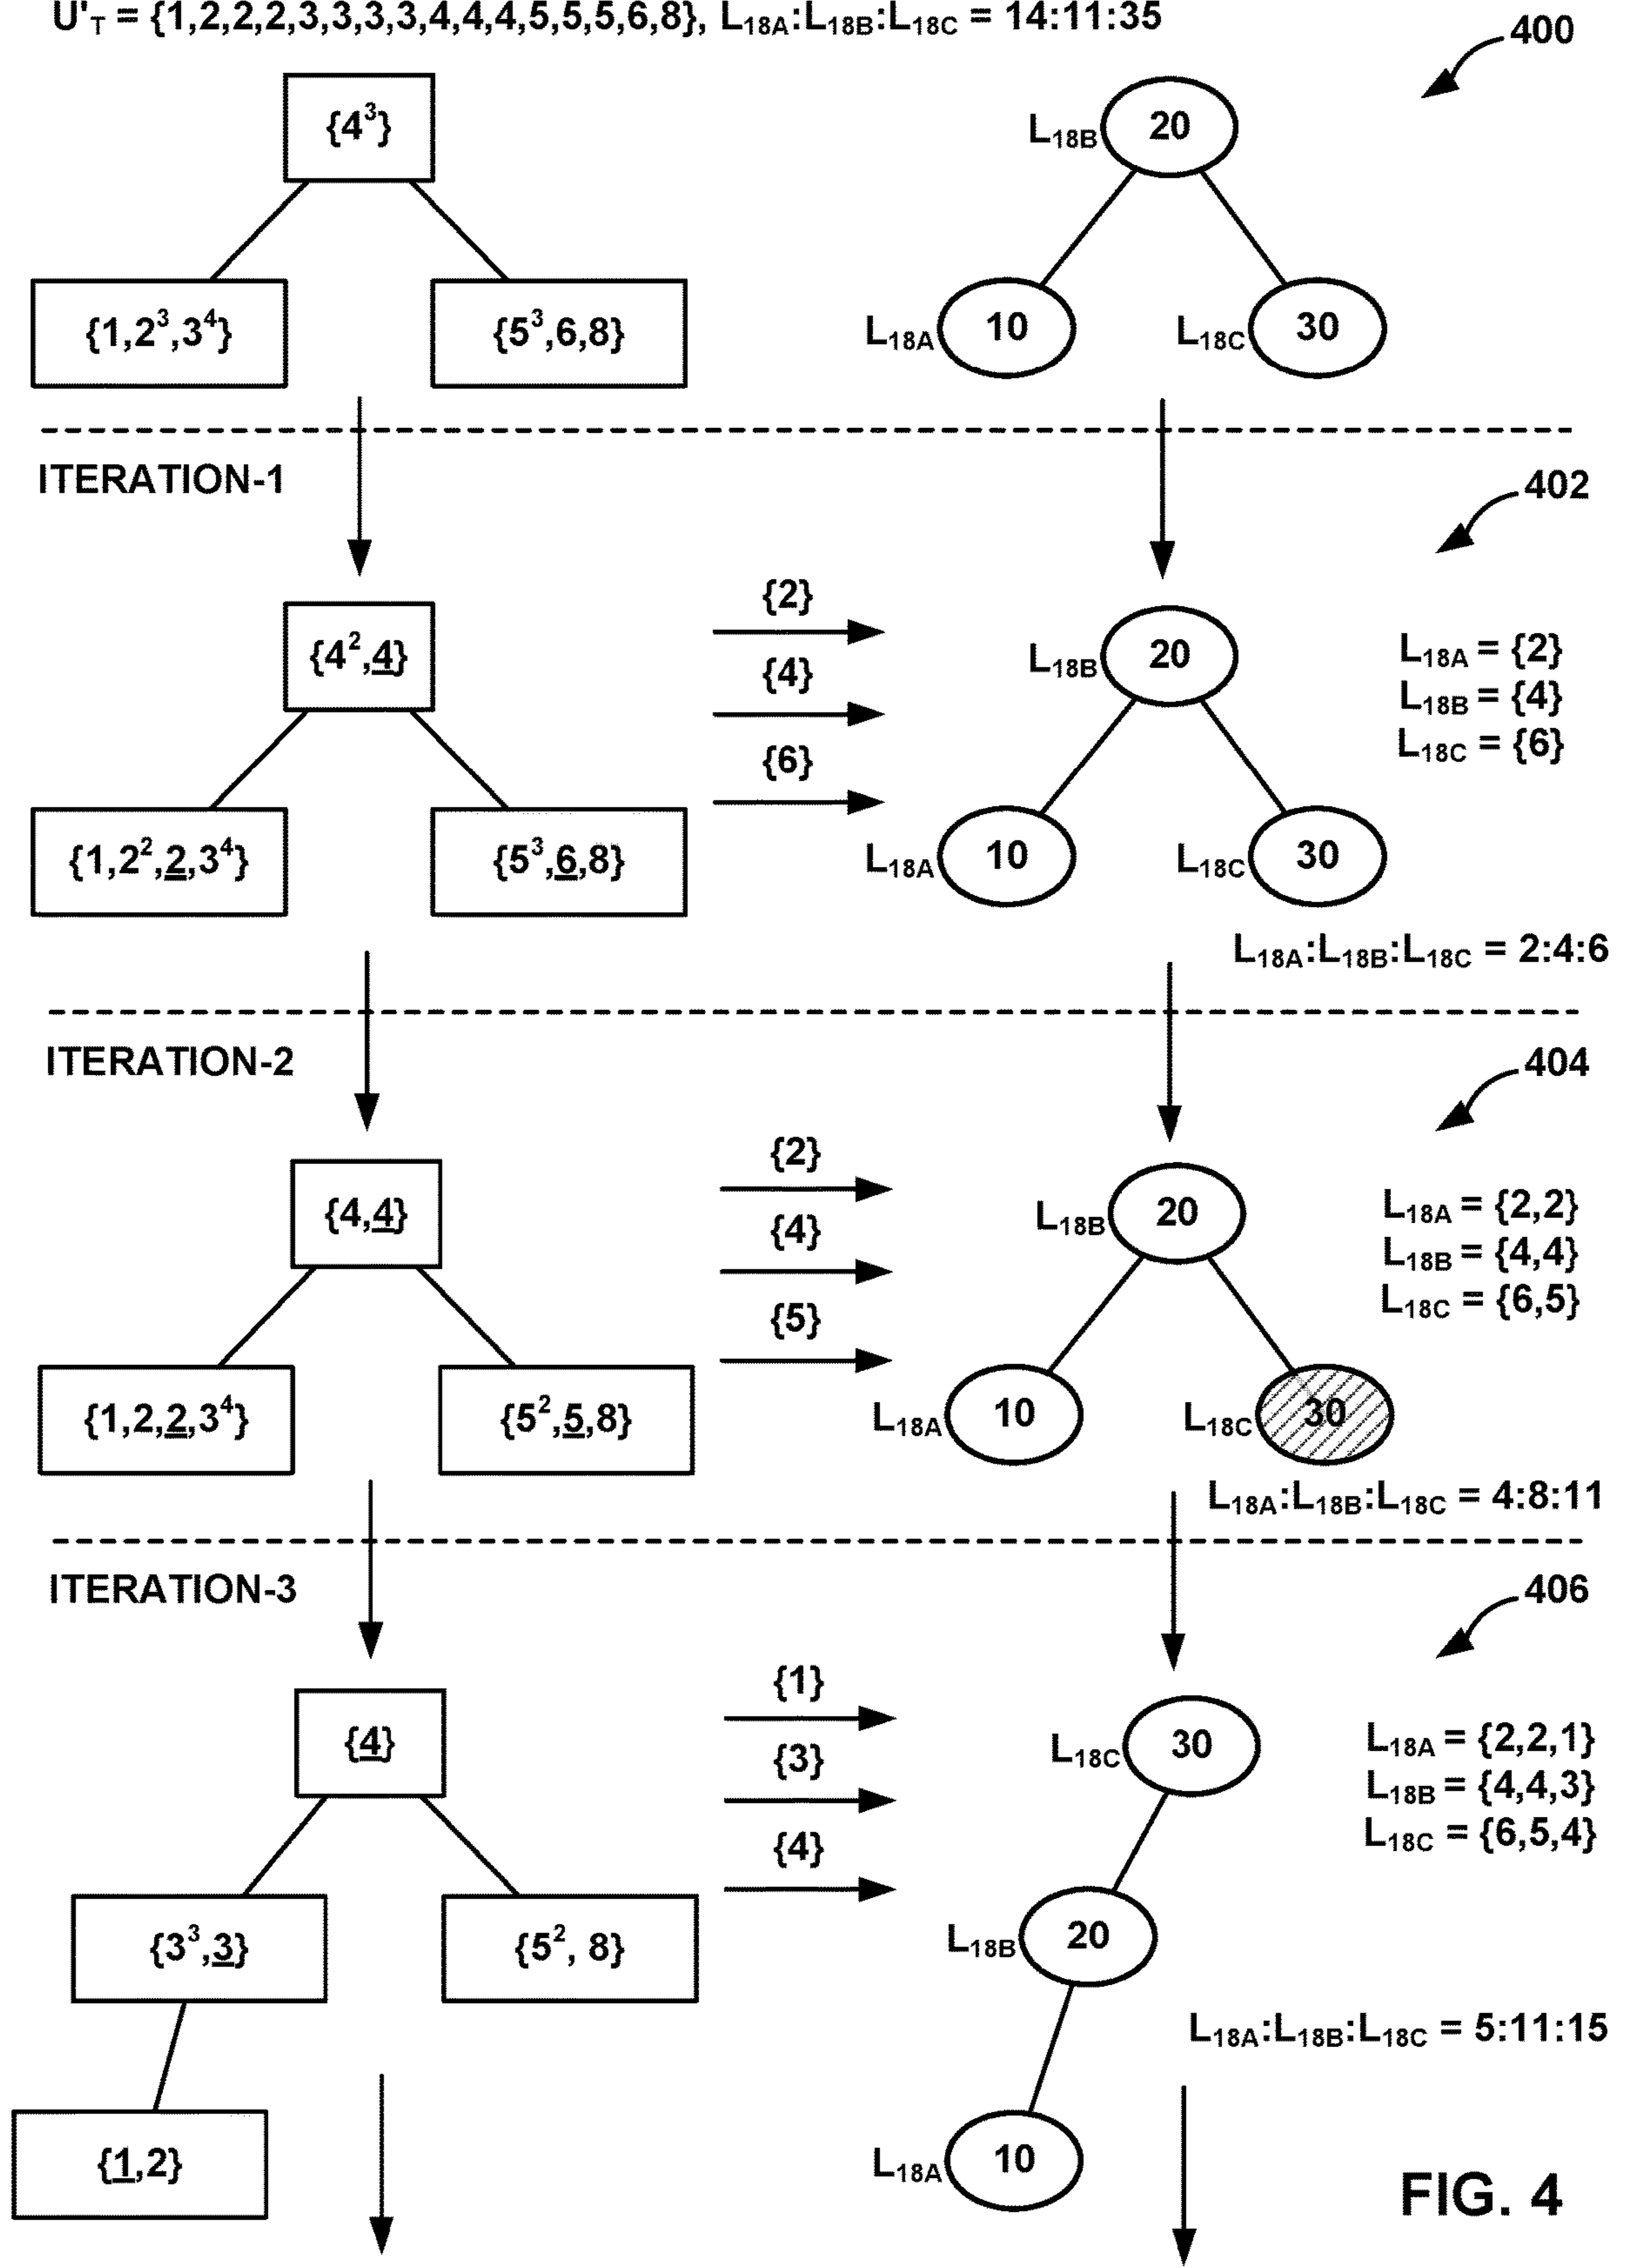 U'T = {1,2,2,2,3,3,3,3,4,4,4,5,5,5,6,8}, L18A:L18B:L18C = 14:11:35
400
{4³}
L18B 20
{1,2³,3⁴}
{5³,6,8}
L18A 10
L18C 30
ITERATION-1
402
{2}
{4², 4}
{4}
{6}
L18B 20
L18A = {2}
L18B = {4}
L18C = {6}
{1,2²,2,3⁴}
{5³,6,8}
L18A 10
L18C 30
L18A:L18B:L18C = 2:4:6
ITERATION-2
404
{2}
{4,4}
{4}
{5}
L18B 20
L18A = {2,2}
L18B = {4,4}
L18C = {6,5}
{1,2,2,3⁴}
{5²,5,8}
L18A 10
L18C 30
L18A:L18B:L18C = 4:8:11
ITERATION-3
406
{1}
{4}
{3}
{4}
L18C 30
L18A = {2,2,1}
L18B = {4,4,3}
L18C = {6,5,4}
{3³,3}
{5², 8}
L18B 20
L18A:L18B:L18C = 5:11:15
{1,2}
L18A 10
FIG. 4